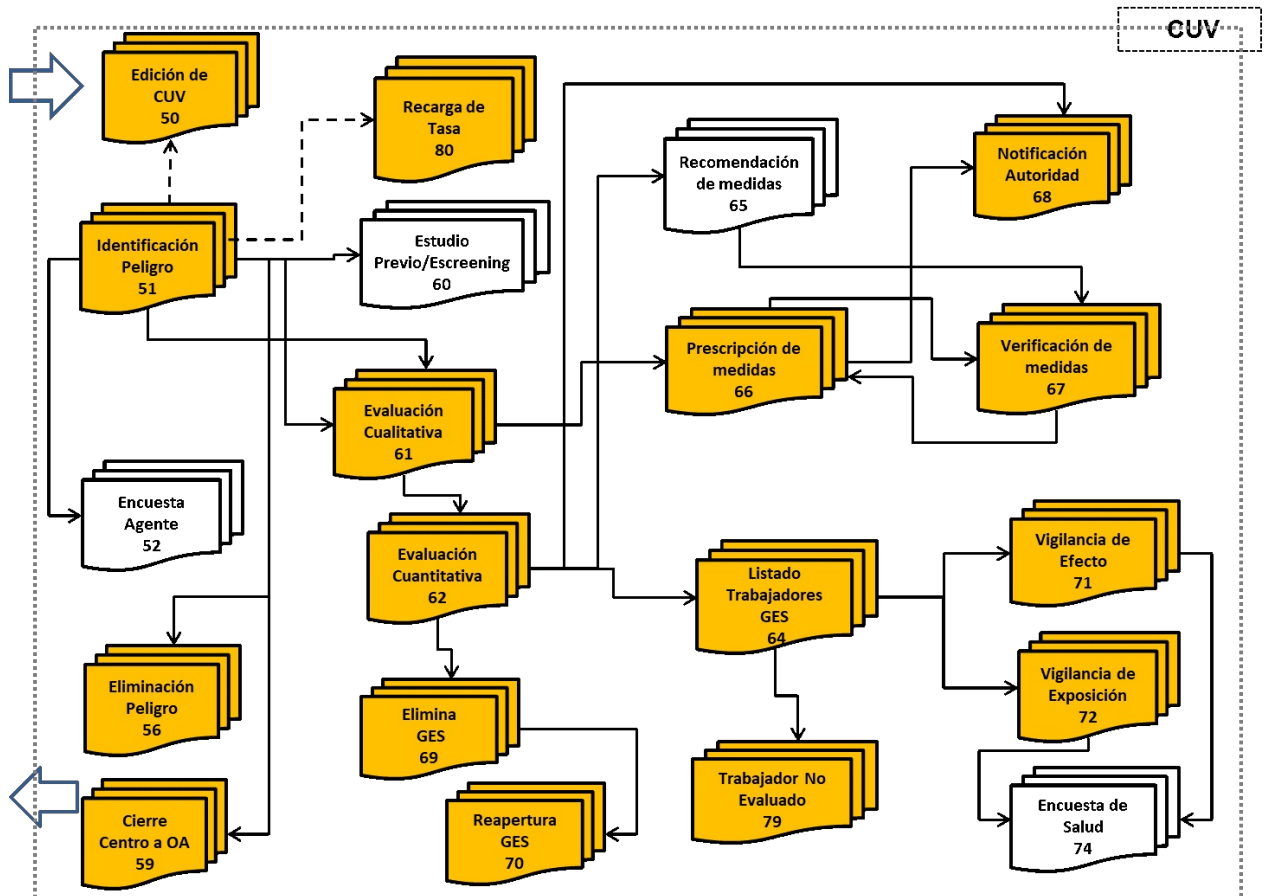 CUV
Edición de
CUV
50
Recarga de
Tasa
80
Recomendación
de medidas
65
Notificación
Autoridad
68
Identificación
Peligro
51
Estudio
Previo/Escreening
60
Prescripción de
medidas
66
Verificación de
medidas
67
Evaluación
Cualitativa
61
Encuesta
Agente
52
Evaluación
Cuantitativa
62
Listado
Trabajadores
GES
64
Vigilancia de
Efecto
71
Eliminación
Peligro
56
Elimina
GES
69
Vigilancia de
Exposición
72
Cierre
Centro a OA
59
Reapertura
GES
70
Trabajador No
Evaluado
79
Encuesta de
Salud
74